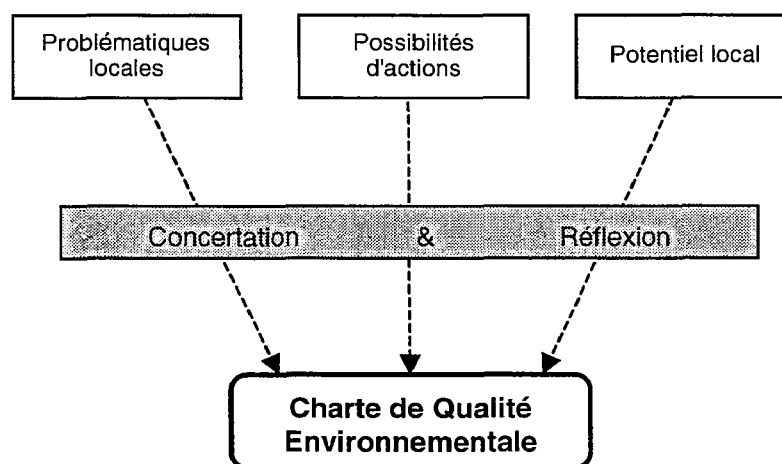 Problématiques
locales
Possibilités
d'actions
Potentiel local
Concertation & Réflexion
Charte de Qualité
Environnementale